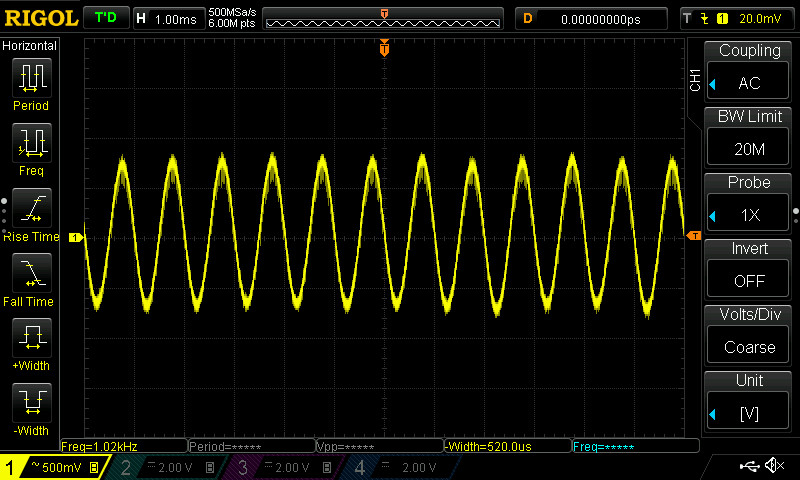 RIGOL T'D H 1.00ms 500MSa/s 6.00M pts T D 0.00000000ps T 1 20.0mV
Horizontal
Period
Freq
Rise Time
Fall Time
+Width
-Width
T
1
T
CH1
Coupling
AC
BW Limit
20M
Probe
1X
Invert
OFF
Volts/Div
Coarse
Unit
[V]
Freq=1.02kHz Period=***** Vpp=***** -Width=520.0us Freq=*****
1 ~ 500mV B 2 2.00 V B 3 2.00 V B 4 2.00 V